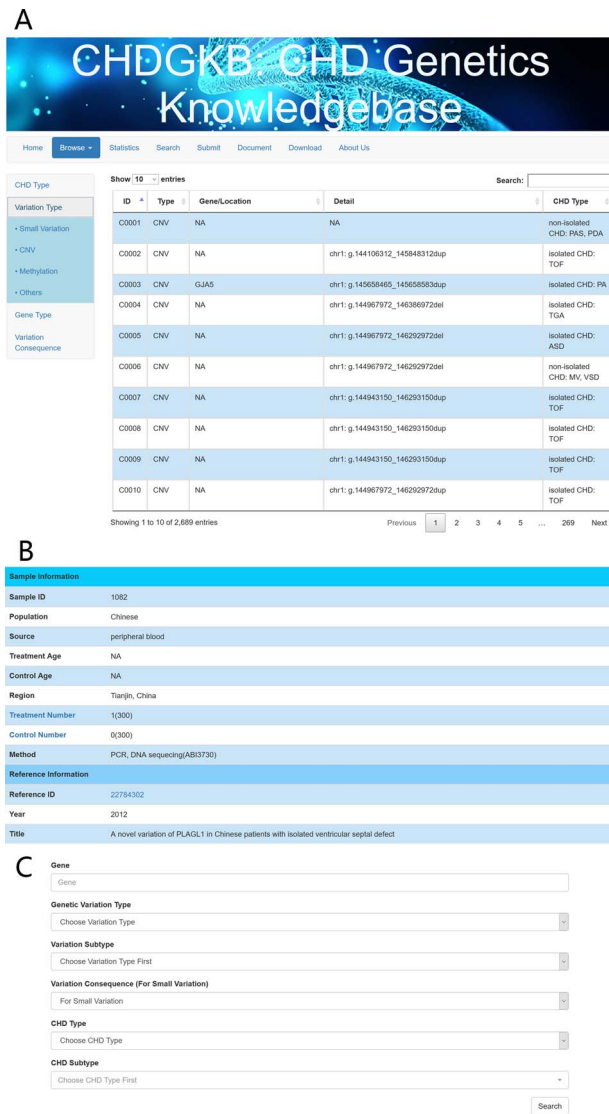 A
CHDGKB: CHD Genetics
Knowledgebase
Home Browse Statistics Search Submit Document Download About Us
CHD Type
Variation Type
• Small Variation
• CNV
• Methylation
• Others
Gene Type
Variation
Consequence
Show 10 entries Search:
ID Type Gene/Location Detail CHD Type
C0001 CNV NA NA non-isolated
CHD: PAS, PDA
C0002 CNV NA chr1: g.144106312_145848312dup isolated CHD:
TOF
C0003 CNV GJA5 chr1: g.145658465_145658583dup isolated CHD: PA
C0004 CNV NA chr1: g.144967972_146386972del isolated CHD:
TGA
C0005 CNV NA chr1: g.144967972_146292972del isolated CHD:
ASD
C0006 CNV NA chr1: g.144967972_146292972del non-isolated
CHD: MV, VSD
C0007 CNV NA chr1: g.144943150_146293150dup isolated CHD:
TOF
C0008 CNV NA chr1: g.144943150_146293150dup isolated CHD:
TOF
C0009 CNV NA chr1: g.144943150_146293150dup isolated CHD:
TOF
C0010 CNV NA chr1: g.144967972_146292972dup isolated CHD:
TOF
Showing 1 to 10 of 2,689 entries Previous 1 2 3 4 5 ... 269 Next
B
Sample Information
Sample ID 1082
Population Chinese
Source peripheral blood
Treatment Age NA
Control Age NA
Region Tianjin, China
Treatment Number 1(300)
Control Number 0(300)
Method PCR, DNA sequecing(ABI3730)
Reference Information
Reference ID 22784302
Year 2012
Title A novel variation of PLAGL1 in Chinese patients with isolated ventricular septal defect
C
Gene
Gene
Genetic Variation Type
Choose Variation Type
Variation Subtype
Choose Variation Type First
Variation Consequence (For Small Variation)
For Small Variation
CHD Type
Choose CHD Type
CHD Subtype
Choose CHD Type First
Search